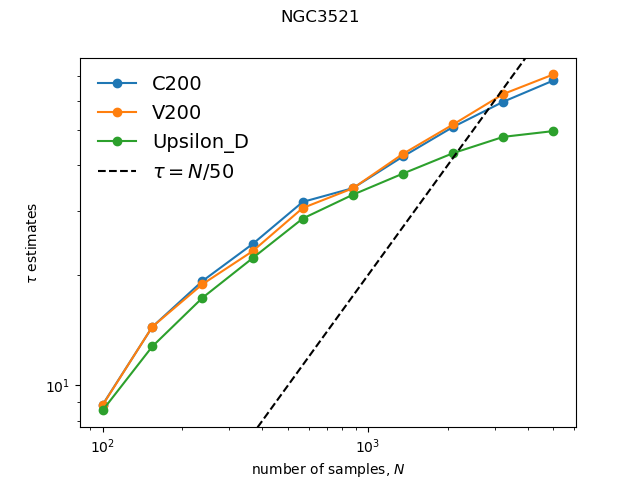 NGC3521
C200
V200
Upsilon_D
τ = N/50
τ estimates
10¹
10² 10³
number of samples, N